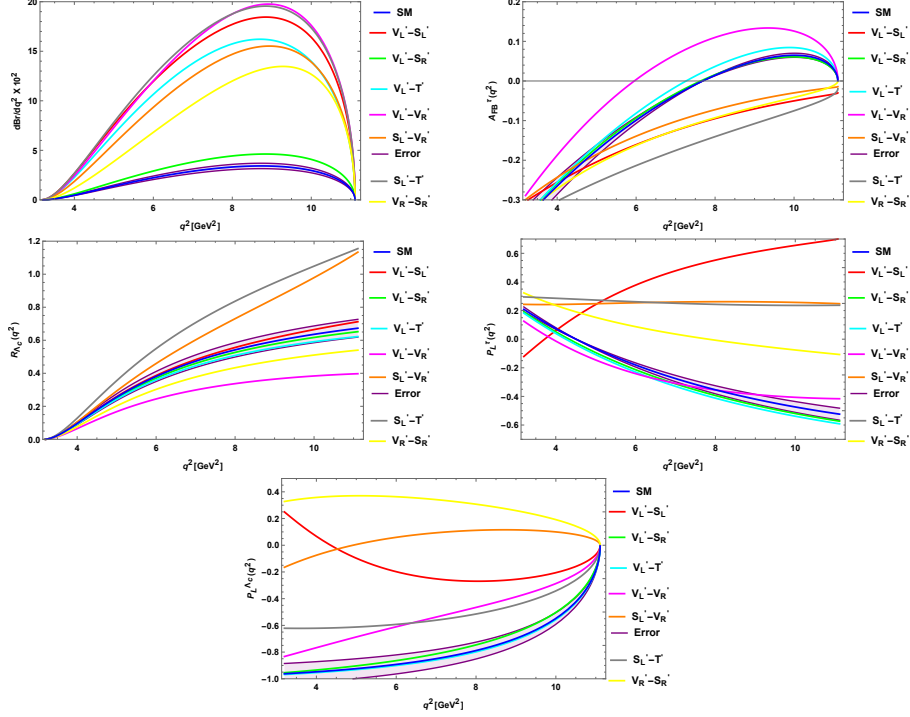 20
15
10
5
0
4
6
8
10
dBr/dq² X 10²
q² [GeV²]
SM
V_L'-S_L'
V_L'-S_R'
V_L'-T'
V_L'-V_R'
S_L'-V_R'
Error
S_L'-T'
V_R'-S_R'
0.2
0.1
0.0
-0.1
-0.2
-0.3
4
6
8
10
A_FB^τ(q²)
q² [GeV²]
SM
V_L'-S_L'
V_L'-S_R'
V_L'-T'
V_L'-V_R'
S_L'-V_R'
Error
S_L'-T'
V_R'-S_R'
1.2
1.0
0.8
0.6
0.4
0.2
0.0
4
6
8
10
R_Λc(q²)
q² [GeV²]
SM
V_L'-S_L'
V_L'-S_R'
V_L'-T'
V_L'-V_R'
S_L'-V_R'
Error
S_L'-T'
V_R'-S_R'
0.6
0.4
0.2
0.0
-0.2
-0.4
-0.6
4
6
8
10
P_L^τ(q²)
q² [GeV²]
SM
V_L'-S_L'
V_L'-S_R'
V_L'-T'
V_L'-V_R'
S_L'-V_R'
Error
S_L'-T'
V_R'-S_R'
0.4
0.2
0.0
-0.2
-0.4
-0.6
-0.8
-1.0
4
6
8
10
P_L^Λc(q²)
q² [GeV²]
SM
V_L'-S_L'
V_L'-S_R'
V_L'-T'
V_L'-V_R'
S_L'-V_R'
Error
S_L'-T'
V_R'-S_R'